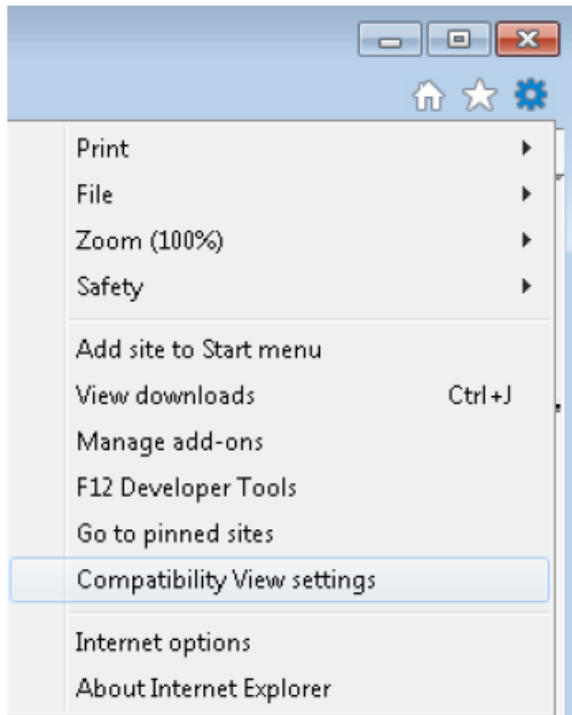 Print
File
Zoom (100%)
Safety
Add site to Start menu
View downloads Ctrl+J
Manage add-ons
F12 Developer Tools
Go to pinned sites
Compatibility View settings
Internet options
About Internet Explorer